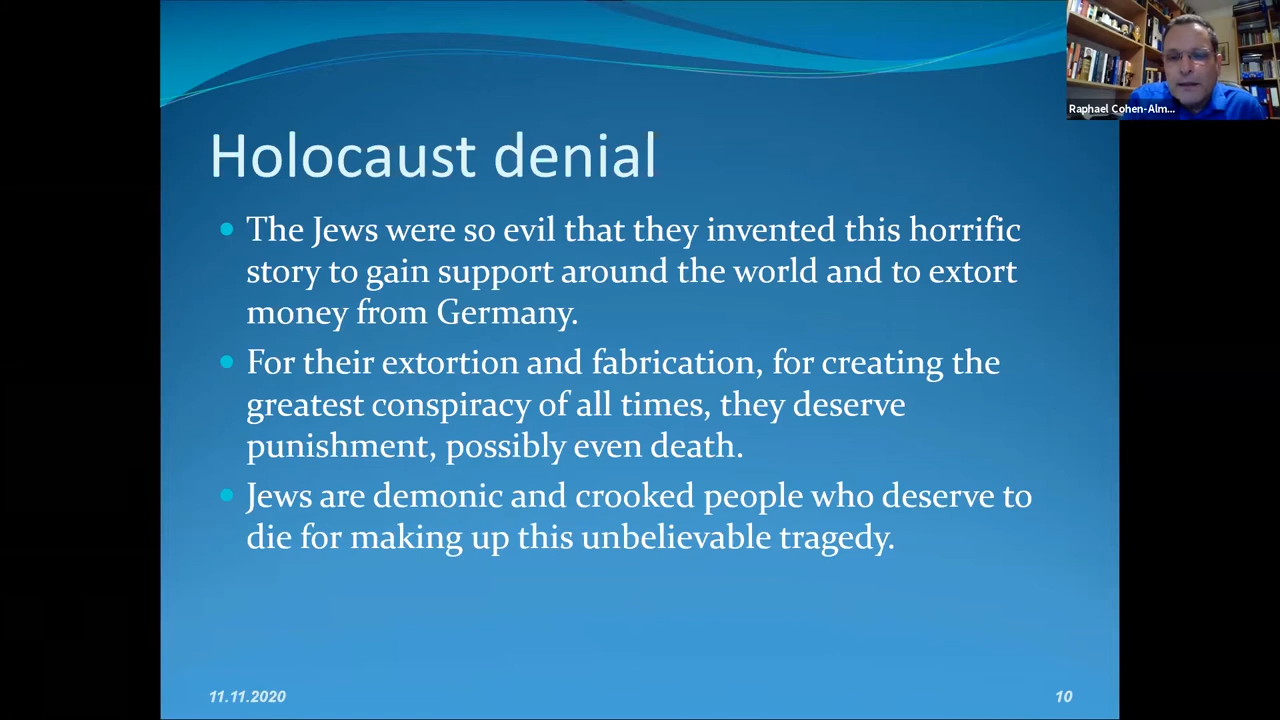 Raphael Cohen-Alm...
Holocaust denial
• The Jews were so evil that they invented this horrific
story to gain support around the world and to extort
money from Germany.
• For their extortion and fabrication, for creating the
greatest conspiracy of all times, they deserve
punishment, possibly even death.
• Jews are demonic and crooked people who deserve to
die for making up this unbelievable tragedy.
11.11.2020
10